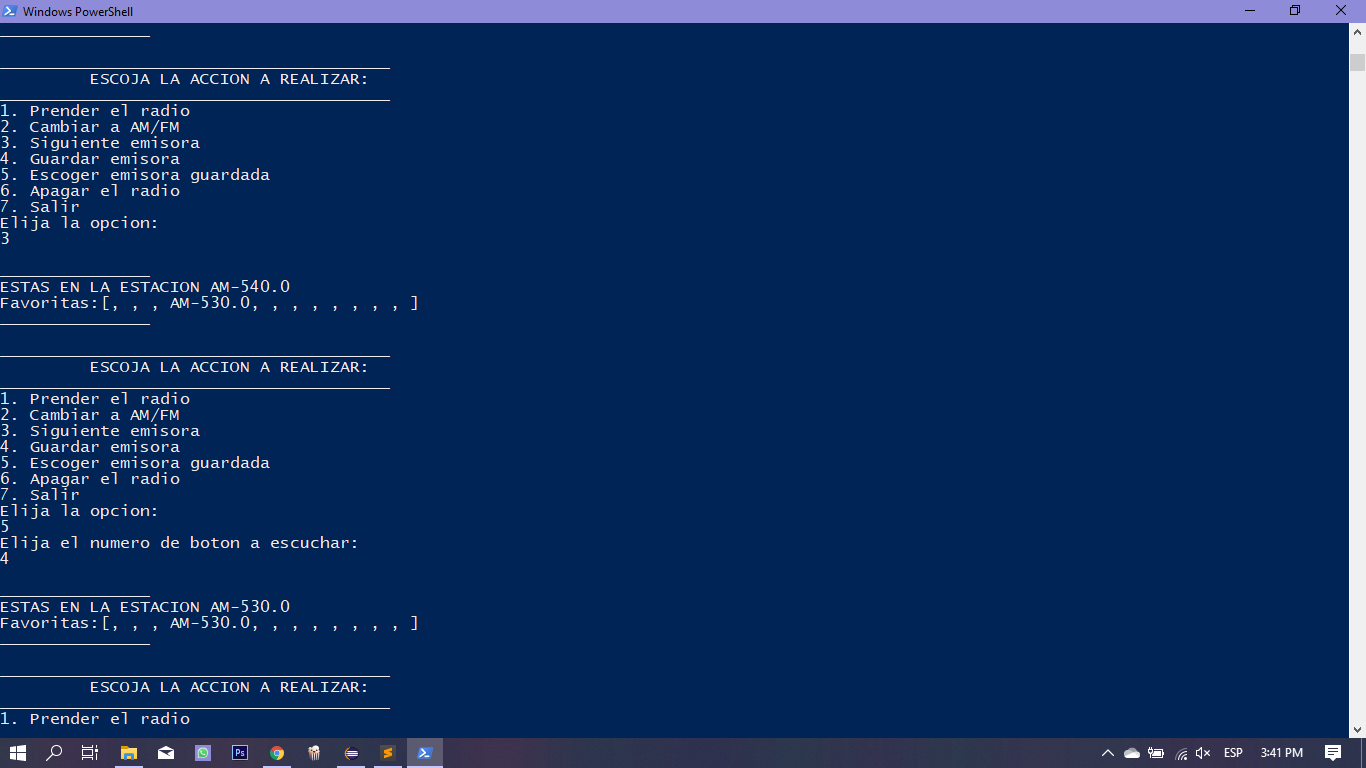 Windows PowerShell
ESCOJA LA ACCION A REALIZAR:
1. Prender el radio
2. Cambiar a AM/FM
3. Siguiente emisora
4. Guardar emisora
5. Escoger emisora guardada
6. Apagar el radio
7. Salir
Elija la opcion:
3
ESTAS EN LA ESTACION AM-540.0
Favoritas:[, , , AM-530.0, , , , , , , , ]
ESCOJA LA ACCION A REALIZAR:
1. Prender el radio
2. Cambiar a AM/FM
3. Siguiente emisora
4. Guardar emisora
5. Escoger emisora guardada
6. Apagar el radio
7. Salir
Elija la opcion:
5
Elija el numero de boton a escuchar:
4
ESTAS EN LA ESTACION AM-530.0
Favoritas:[, , , AM-530.0, , , , , , , , ]
ESCOJA LA ACCION A REALIZAR:
1. Prender el radio
Ps
ESP
3:41 PM